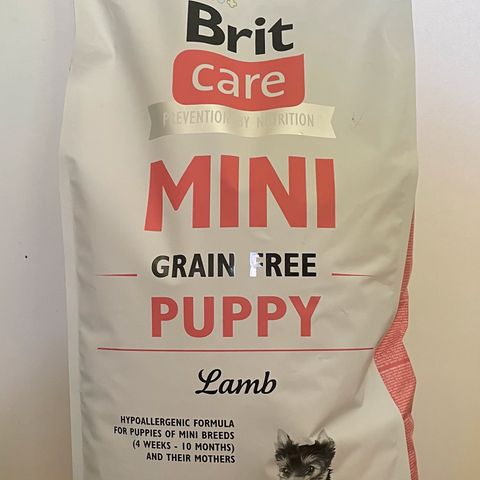 Brit
care
PREVENTION BY NUTRITION
MINI
GRAIN FREE
PUPPY
Lamb
HYPOALLERGENIC FORMULA
FOR PUPPIES OF MINI BREEDS
(4 WEEKS - 10 MONTHS)
AND THEIR MOTHERS